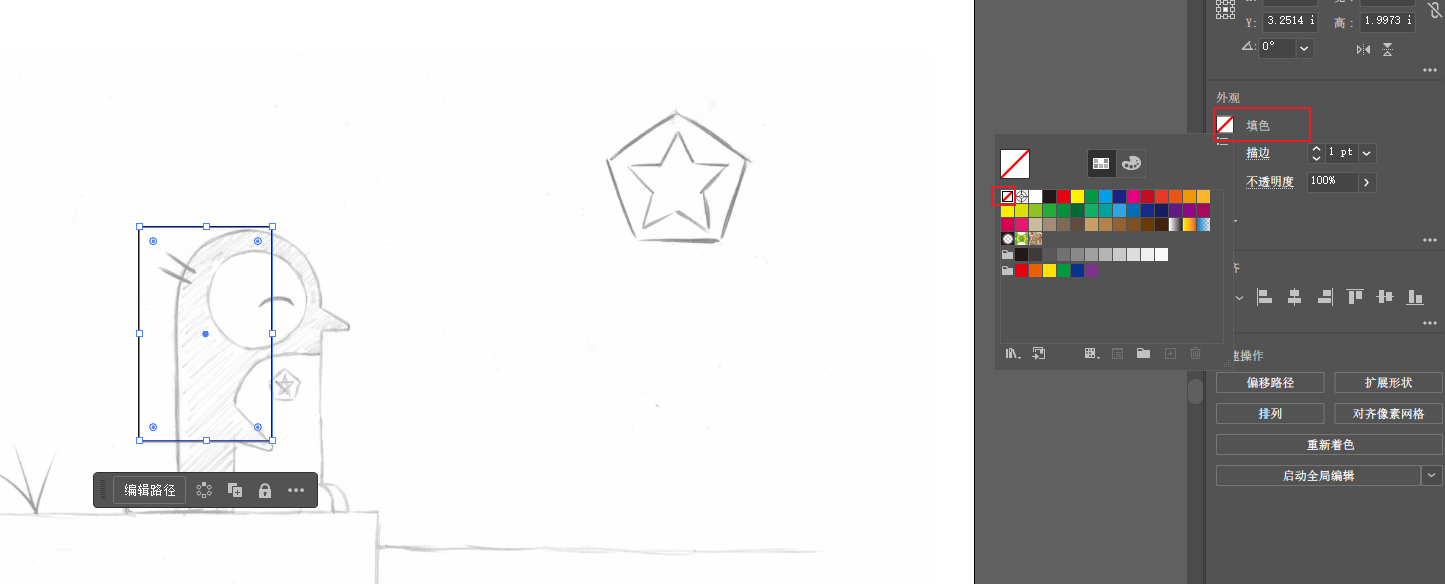 Y: 3.2514 i 高: 1.9973 i
0°
外观
填色
描边 1 pt
不透明度 100%
齐
速操作
偏移路径 扩展形状
排列 对齐像素网格
重新着色
启动全局编辑
编辑路径